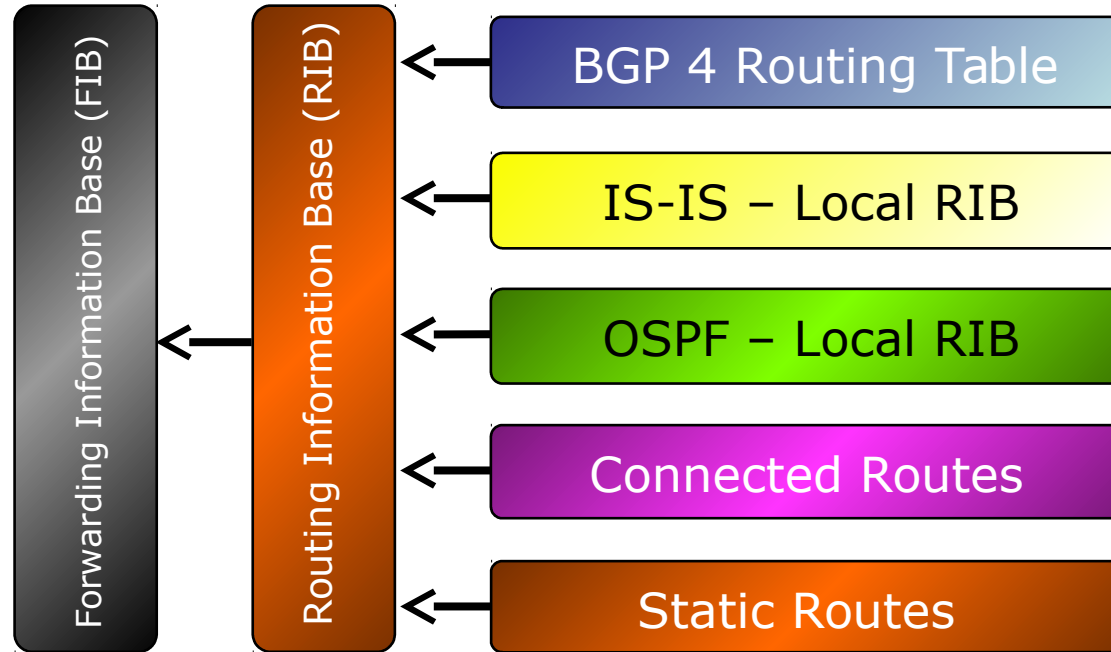 Forwarding Information Base (FIB)
Routing Information Base (RIB)
BGP 4 Routing Table
IS-IS – Local RIB
OSPF – Local RIB
Connected Routes
Static Routes